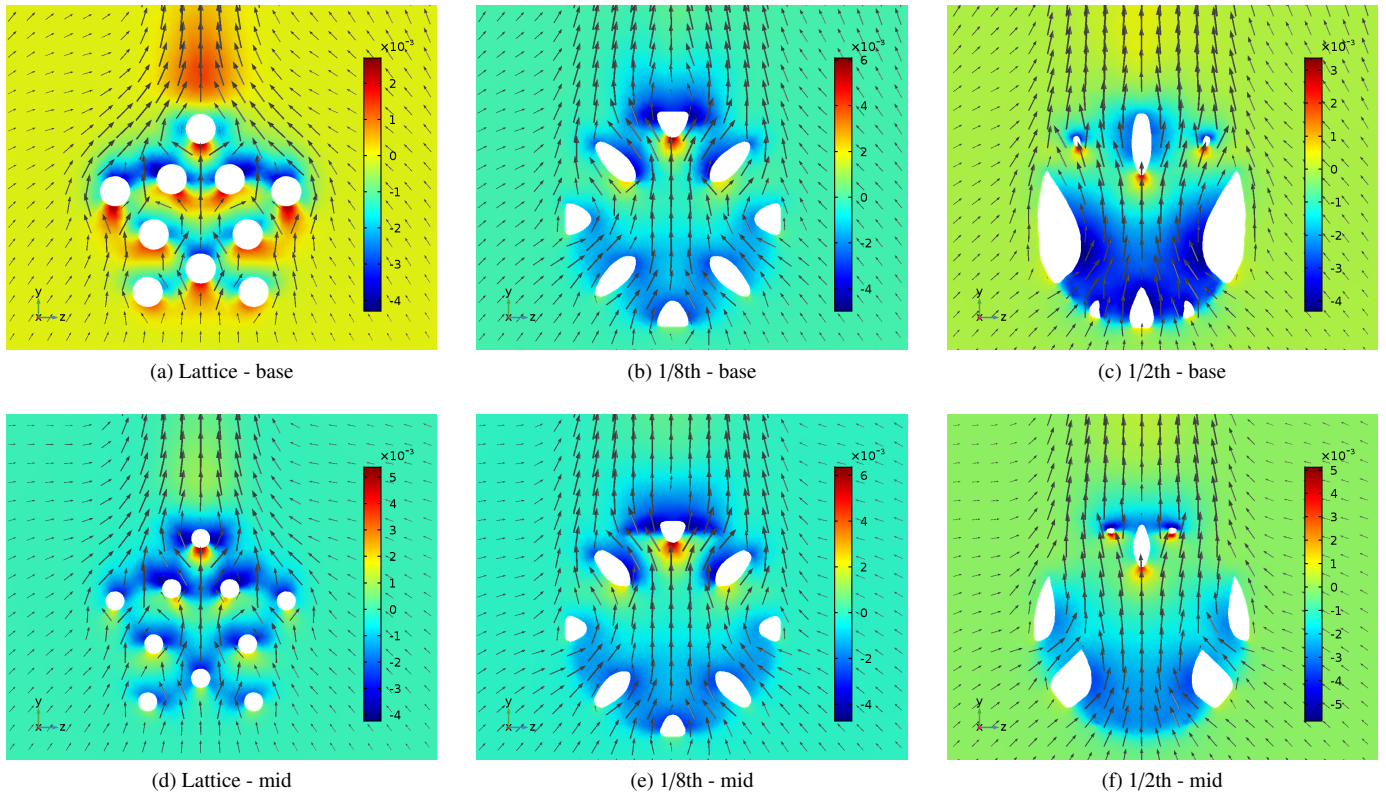 ×10⁻³
2
1
0
-1
-2
-3
-4
y
z
x
(a) Lattice - base
×10⁻³
6
4
2
0
-2
-4
y
z
x
(b) 1/8th - base
×10⁻³
3
2
1
0
-1
-2
-3
-4
y
z
x
(c) 1/2th - base
×10⁻³
5
4
3
2
1
0
-1
-2
-3
-4
y
z
x
(d) Lattice - mid
×10⁻³
6
4
2
0
-2
-4
y
z
x
(e) 1/8th - mid
×10⁻³
5
4
3
2
1
0
-1
-2
-3
-4
-5
y
z
x
(f) 1/2th - mid